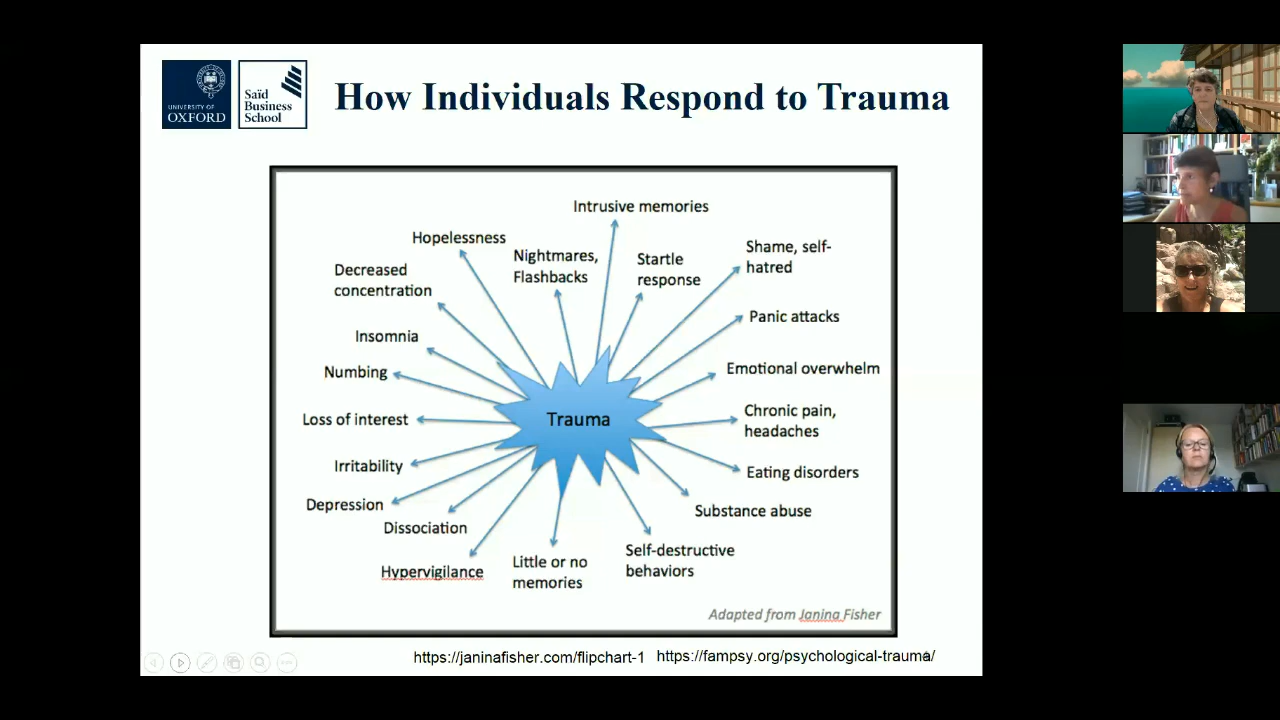 UNIVERSITY OF
OXFORD
Saïd
Business
School
How Individuals Respond to Trauma
Intrusive memories
Hopelessness
Nightmares,
Flashbacks
Startle
response
Shame, self-
hatred
Decreased
concentration
Panic attacks
Insomnia
Numbing
Emotional overwhelm
Loss of interest
Trauma
Chronic pain,
headaches
Irritability
Eating disorders
Depression
Substance abuse
Dissociation
Hypervigilance
Little or no
memories
Self-destructive
behaviors
Adapted from Janina Fisher
https://janinafisher.com/flipchart-1
https://fampsy.org/psychological-trauma/